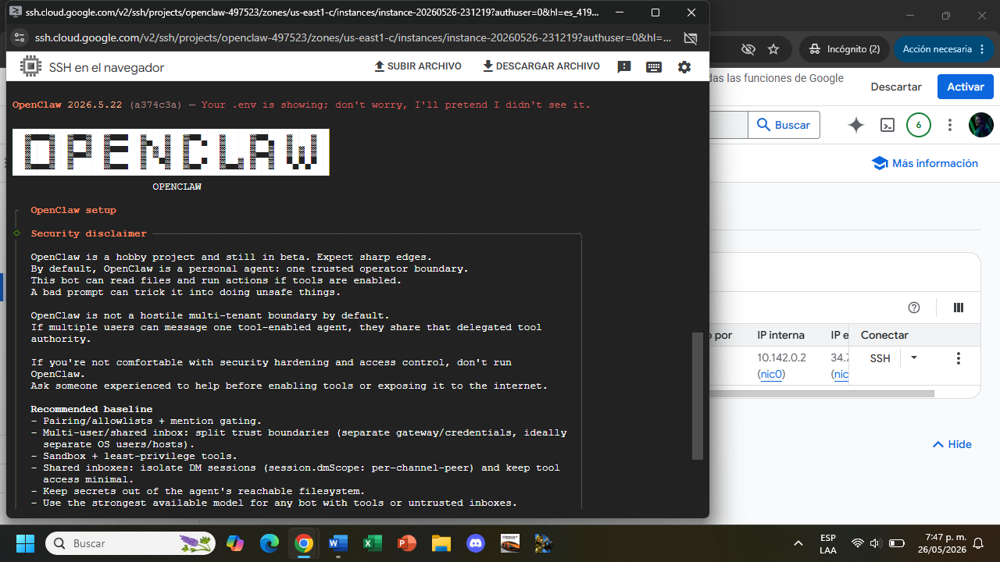 ssh.cloud.google.com/v2/ssh/projects/openclaw-497523/zones/us-east1-c/instances/instance-20260526-231219?authuser=0&hl=es_419...
ssh.cloud.google.com/v2/ssh/projects/openclaw-497523/zones/us-east1-c/instances/instance-20260526-231219?authuser=0&hl=...
SSH en el navegador
SUBIR ARCHIVO
DESCARGAR ARCHIVO
OpenClaw 2026.5.22 (a374c3a) — Your .env is showing; don't worry, I'll pretend I didn't see it.
OPENCLAW
OPENCLAW
OpenClaw setup
Security disclaimer
OpenClaw is a hobby project and still in beta. Expect sharp edges.
By default, OpenClaw is a personal agent: one trusted operator boundary.
This bot can read files and run actions if tools are enabled.
A bad prompt can trick it into doing unsafe things.
OpenClaw is not a hostile multi-tenant boundary by default.
If multiple users can message one tool-enabled agent, they share that delegated tool
authority.
If you're not comfortable with security hardening and access control, don't run
OpenClaw.
Ask someone experienced to help before enabling tools or exposing it to the internet.
Recommended baseline
- Pairing/allowlists + mention gating.
- Multi-user/shared inbox: split trust boundaries (separate gateway/credentials, ideally
separate OS users/hosts).
- Sandbox + least-privilege tools.
- Shared inboxes: isolate DM sessions (session.dmScope: per-channel-peer) and keep tool
access minimal.
- Keep secrets out of the agent's reachable filesystem.
- Use the strongest available model for any bot with tools or untrusted inboxes.
Incógnito (2)
Acción necesaria
das las funciones de Google
Descartar
Activar
Buscar
6
Más información
o por
IP interna
IP e
Conectar
10.142.0.2
34.7
SSH
(nic0)
(nic
Hide
Buscar
ESP
LAA
7:47 p. m.
26/05/2026